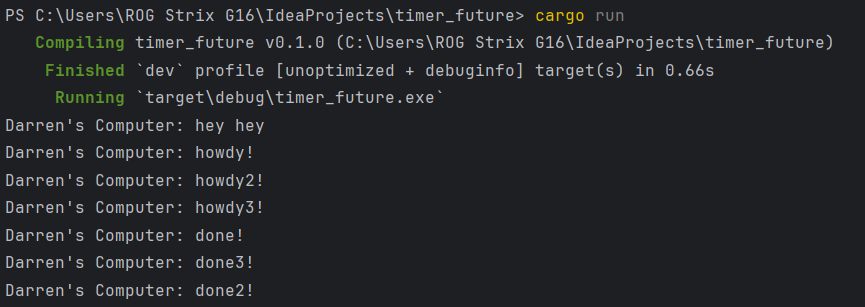 PS C:\Users\ROG Strix G16\IdeaProjects\timer_future> cargo run
Compiling timer_future v0.1.0 (C:\Users\ROG Strix G16\IdeaProjects\timer_future)
Finished `dev` profile [unoptimized + debuginfo] target(s) in 0.66s
Running `target\debug\timer_future.exe`
Darren's Computer: hey hey
Darren's Computer: howdy!
Darren's Computer: howdy2!
Darren's Computer: howdy3!
Darren's Computer: done!
Darren's Computer: done3!
Darren's Computer: done2!